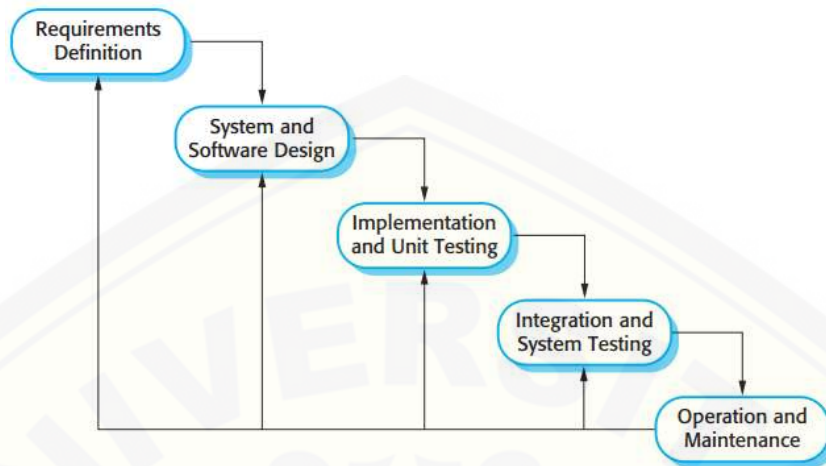 Requirements
Definition
System and
Software Design
Implementation
and Unit Testing
Integration and
System Testing
Operation and
Maintenance